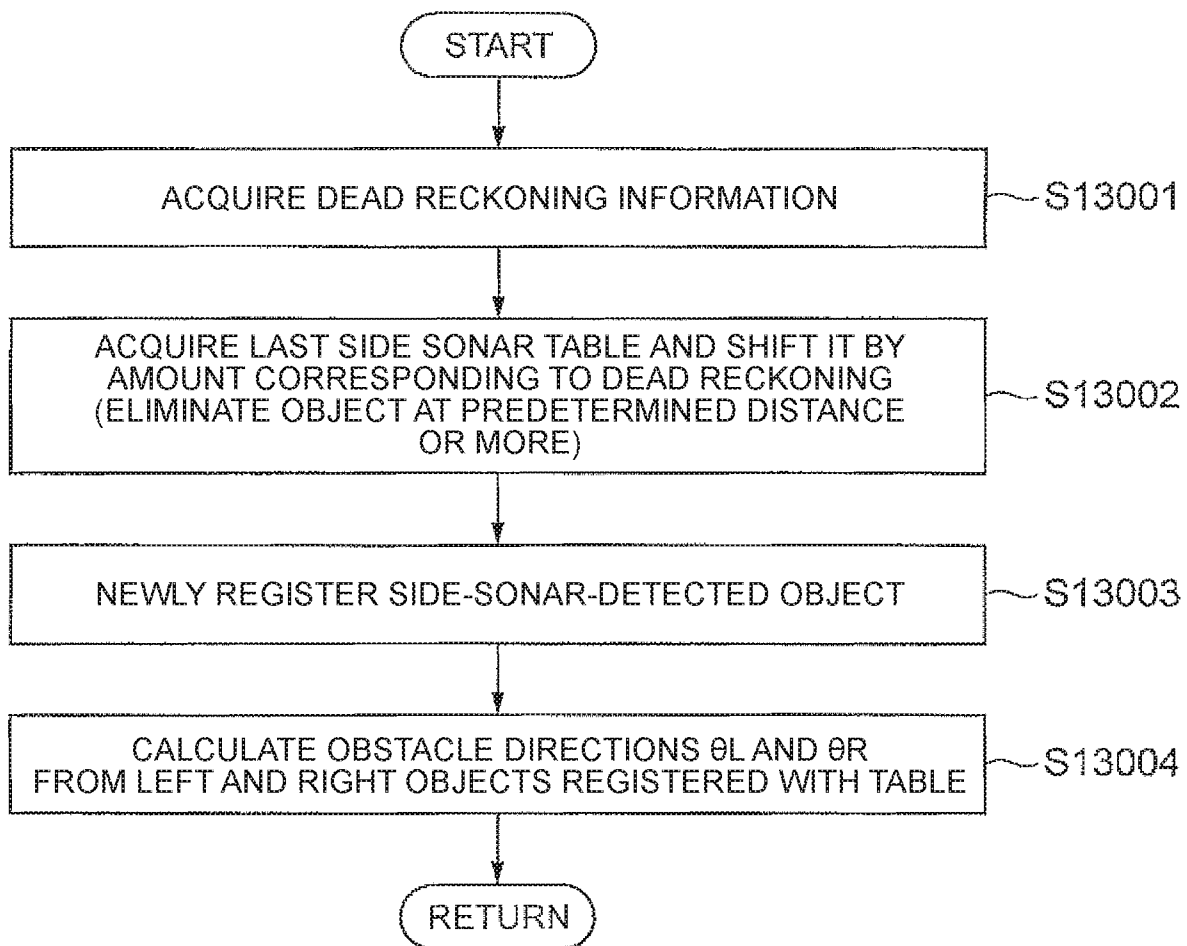 START
ACQUIRE DEAD RECKONING INFORMATION
S13001
ACQUIRE LAST SIDE SONAR TABLE AND SHIFT IT BY
AMOUNT CORRESPONDING TO DEAD RECKONING
(ELIMINATE OBJECT AT PREDETERMINED DISTANCE
OR MORE)
S13002
NEWLY REGISTER SIDE-SONAR-DETECTED OBJECT
S13003
CALCULATE OBSTACLE DIRECTIONS θL AND θR
FROM LEFT AND RIGHT OBJECTS REGISTERED WITH TABLE
S13004
RETURN